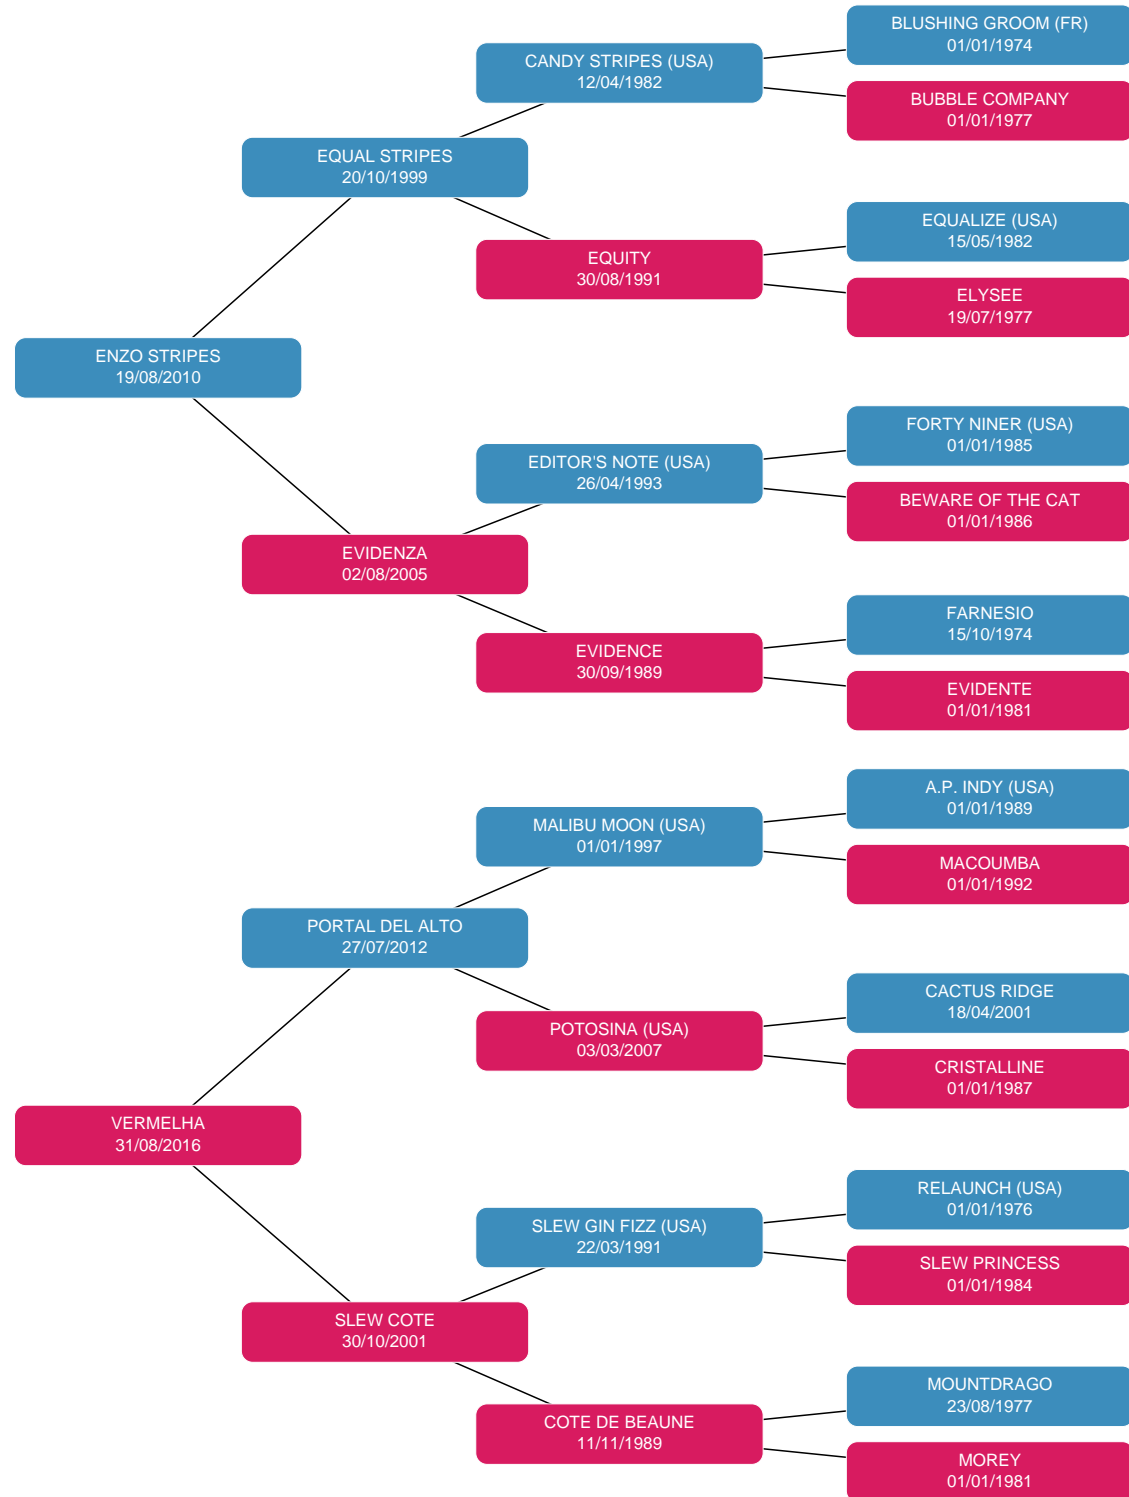 BLUSHING GROOM (FR)
01/01/1974
CANDY STRIPES (USA)
12/04/1982
BUBBLE COMPANY
01/01/1977
EQUAL STRIPES
20/10/1999
EQUALIZE (USA)
15/05/1982
EQUITY
30/08/1991
ELYSEE
19/07/1977
ENZO STRIPES
19/08/2010
FORTY NINER (USA)
01/01/1985
EDITOR'S NOTE (USA)
26/04/1993
BEWARE OF THE CAT
01/01/1986
EVIDENZA
02/08/2005
FARNESIO
15/10/1974
EVIDENCE
30/09/1989
EVIDENTE
01/01/1981
A.P. INDY (USA)
01/01/1989
MALIBU MOON (USA)
01/01/1997
MACOUMBA
01/01/1992
PORTAL DEL ALTO
27/07/2012
CACTUS RIDGE
18/04/2001
POTOSINA (USA)
03/03/2007
CRISTALLINE
01/01/1987
VERMELHA
31/08/2016
RELAUNCH (USA)
01/01/1976
SLEW GIN FIZZ (USA)
22/03/1991
SLEW PRINCESS
01/01/1984
SLEW COTE
30/10/2001
MOUNTDRAGO
23/08/1977
COTE DE BEAUNE
11/11/1989
MOREY
01/01/1981